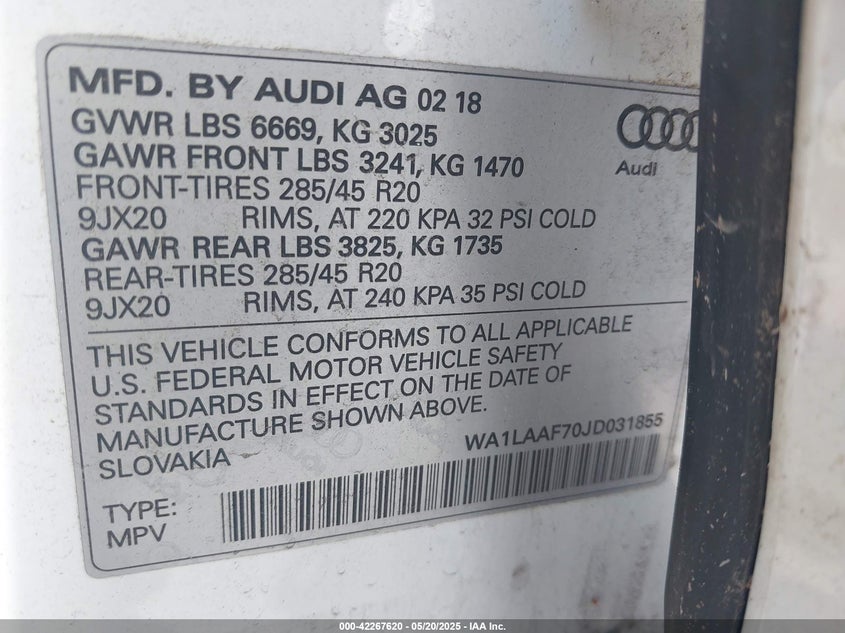 MFD. BY AUDI AG 02 18
GVWR LBS 6669, KG 3025
GAWR FRONT LBS 3241, KG 1470
FRONT-TIRES 285/45 R20
9JX20 RIMS, AT 220 KPA 32 PSI COLD
GAWR REAR LBS 3825, KG 1735
REAR-TIRES 285/45 R20
9JX20 RIMS, AT 240 KPA 35 PSI COLD
Audi
THIS VEHICLE CONFORMS TO ALL APPLICABLE
U.S. FEDERAL MOTOR VEHICLE SAFETY
STANDARDS IN EFFECT ON THE DATE OF
MANUFACTURE SHOWN ABOVE.
SLOVAKIA
WA1LAAF70JD031855
TYPE:
MPV
000-42267620 - 05/20/2025 - IAA Inc.